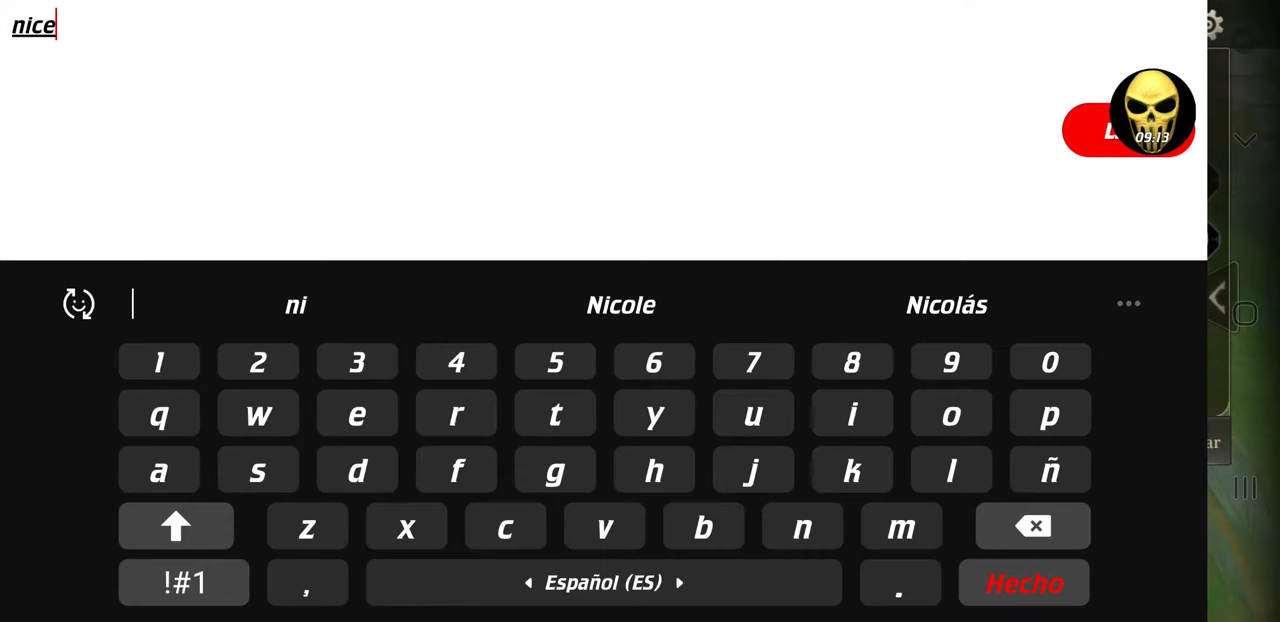 nice
09:13
ni Nicole Nicolás
1 2 3 4 5 6 7 8 9 0
q w e r t y u i o p
a s d f g h j k l ñ
ar
z x c v b n m
!#1 , Español (ES) . Hecho